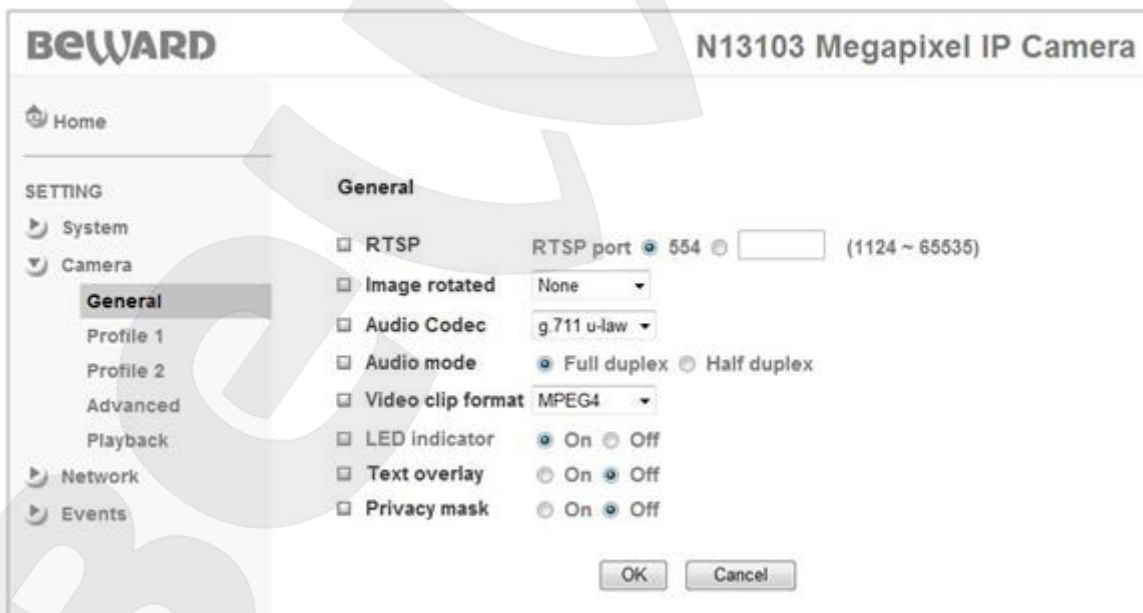 BEWARD
N13103 Megapixel IP Camera
Home
SETTING
System
Camera
General
Profile 1
Profile 2
Advanced
Playback
Network
Events
General
RTSP RTSP port 554 (1124 ~ 65535)
Image rotated None
Audio Codec g.711 u-law
Audio mode Full duplex Half duplex
Video clip format MPEG4
LED indicator On Off
Text overlay On Off
Privacy mask On Off
OK Cancel